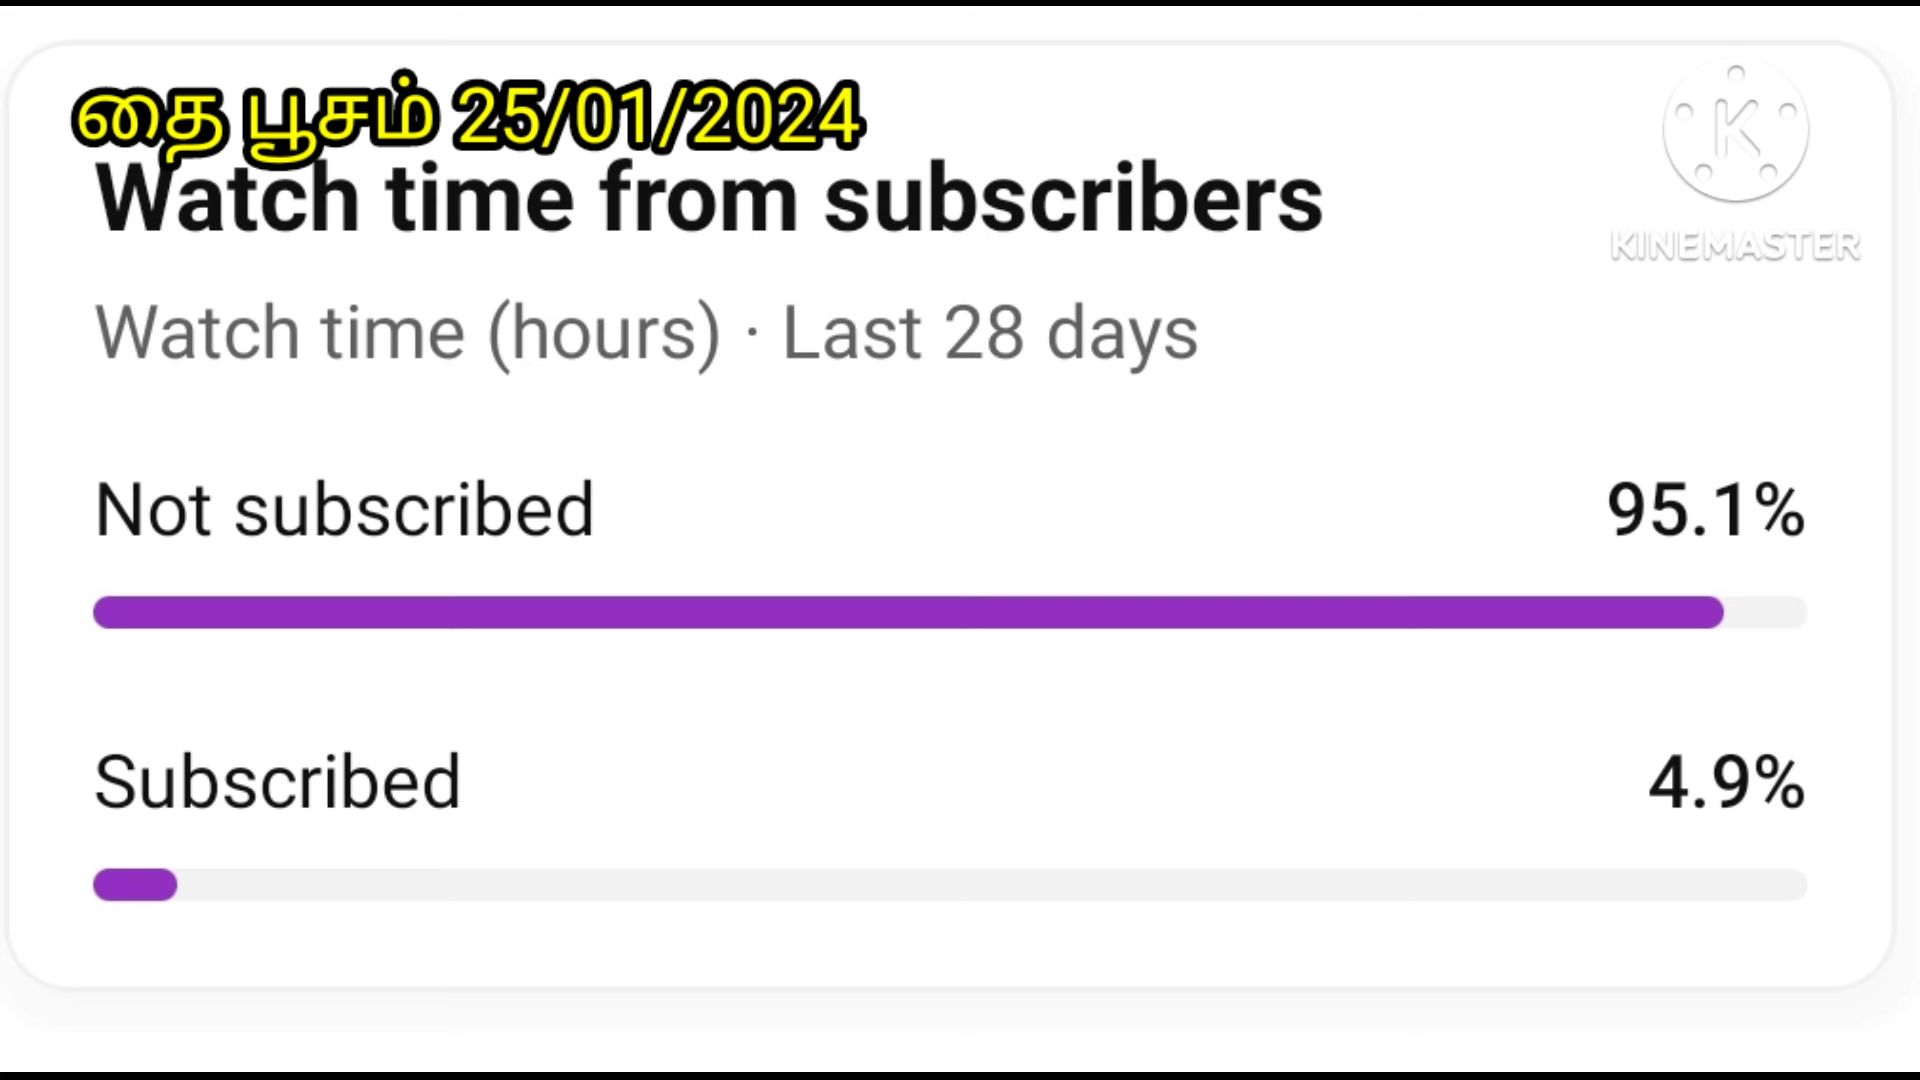 தை பூசம் 25/01/2024
Watch time from subscribers
K
KINEMASTER
Watch time (hours) · Last 28 days
Not subscribed 95.1%
Subscribed 4.9%